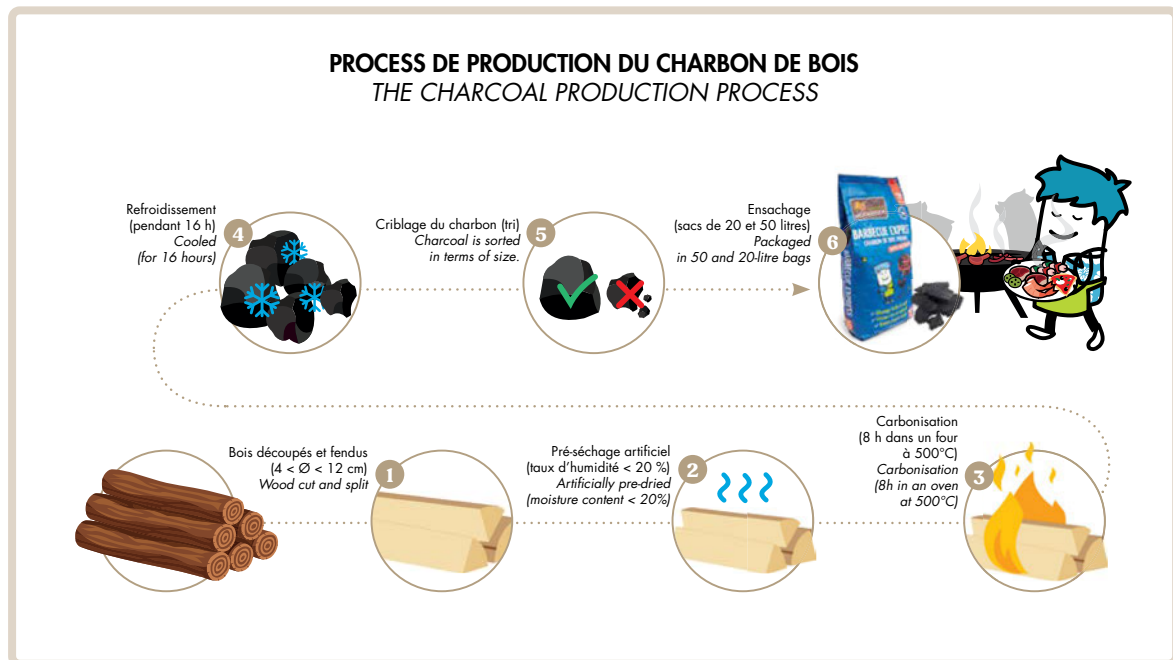 PROCESS DE PRODUCTION DU CHARBON DE BOIS
THE CHARCOAL PRODUCTION PROCESS
Bois découpés et fendus
(4 < Ø < 12 cm)
Wood cut and split
1
Pré-séchage artificiel
(taux d'humidité < 20 %)
Artificially pre-dried
(moisture content < 20%)
2
Carbonisation
(8 h dans un four
à 500°C)
Carbonisation
(8h in an oven
at 500°C)
3
Refroidissement
(pendant 16 h)
Cooled
(for 16 hours)
4
Criblage du charbon (tri)
Charcoal is sorted
in terms of size.
5
Ensachage
(sacs de 20 et 50 litres)
Packaged
in 50 and 20-litre bags
6
BARBECUE EXPRESS
CHARBON DE BOIS